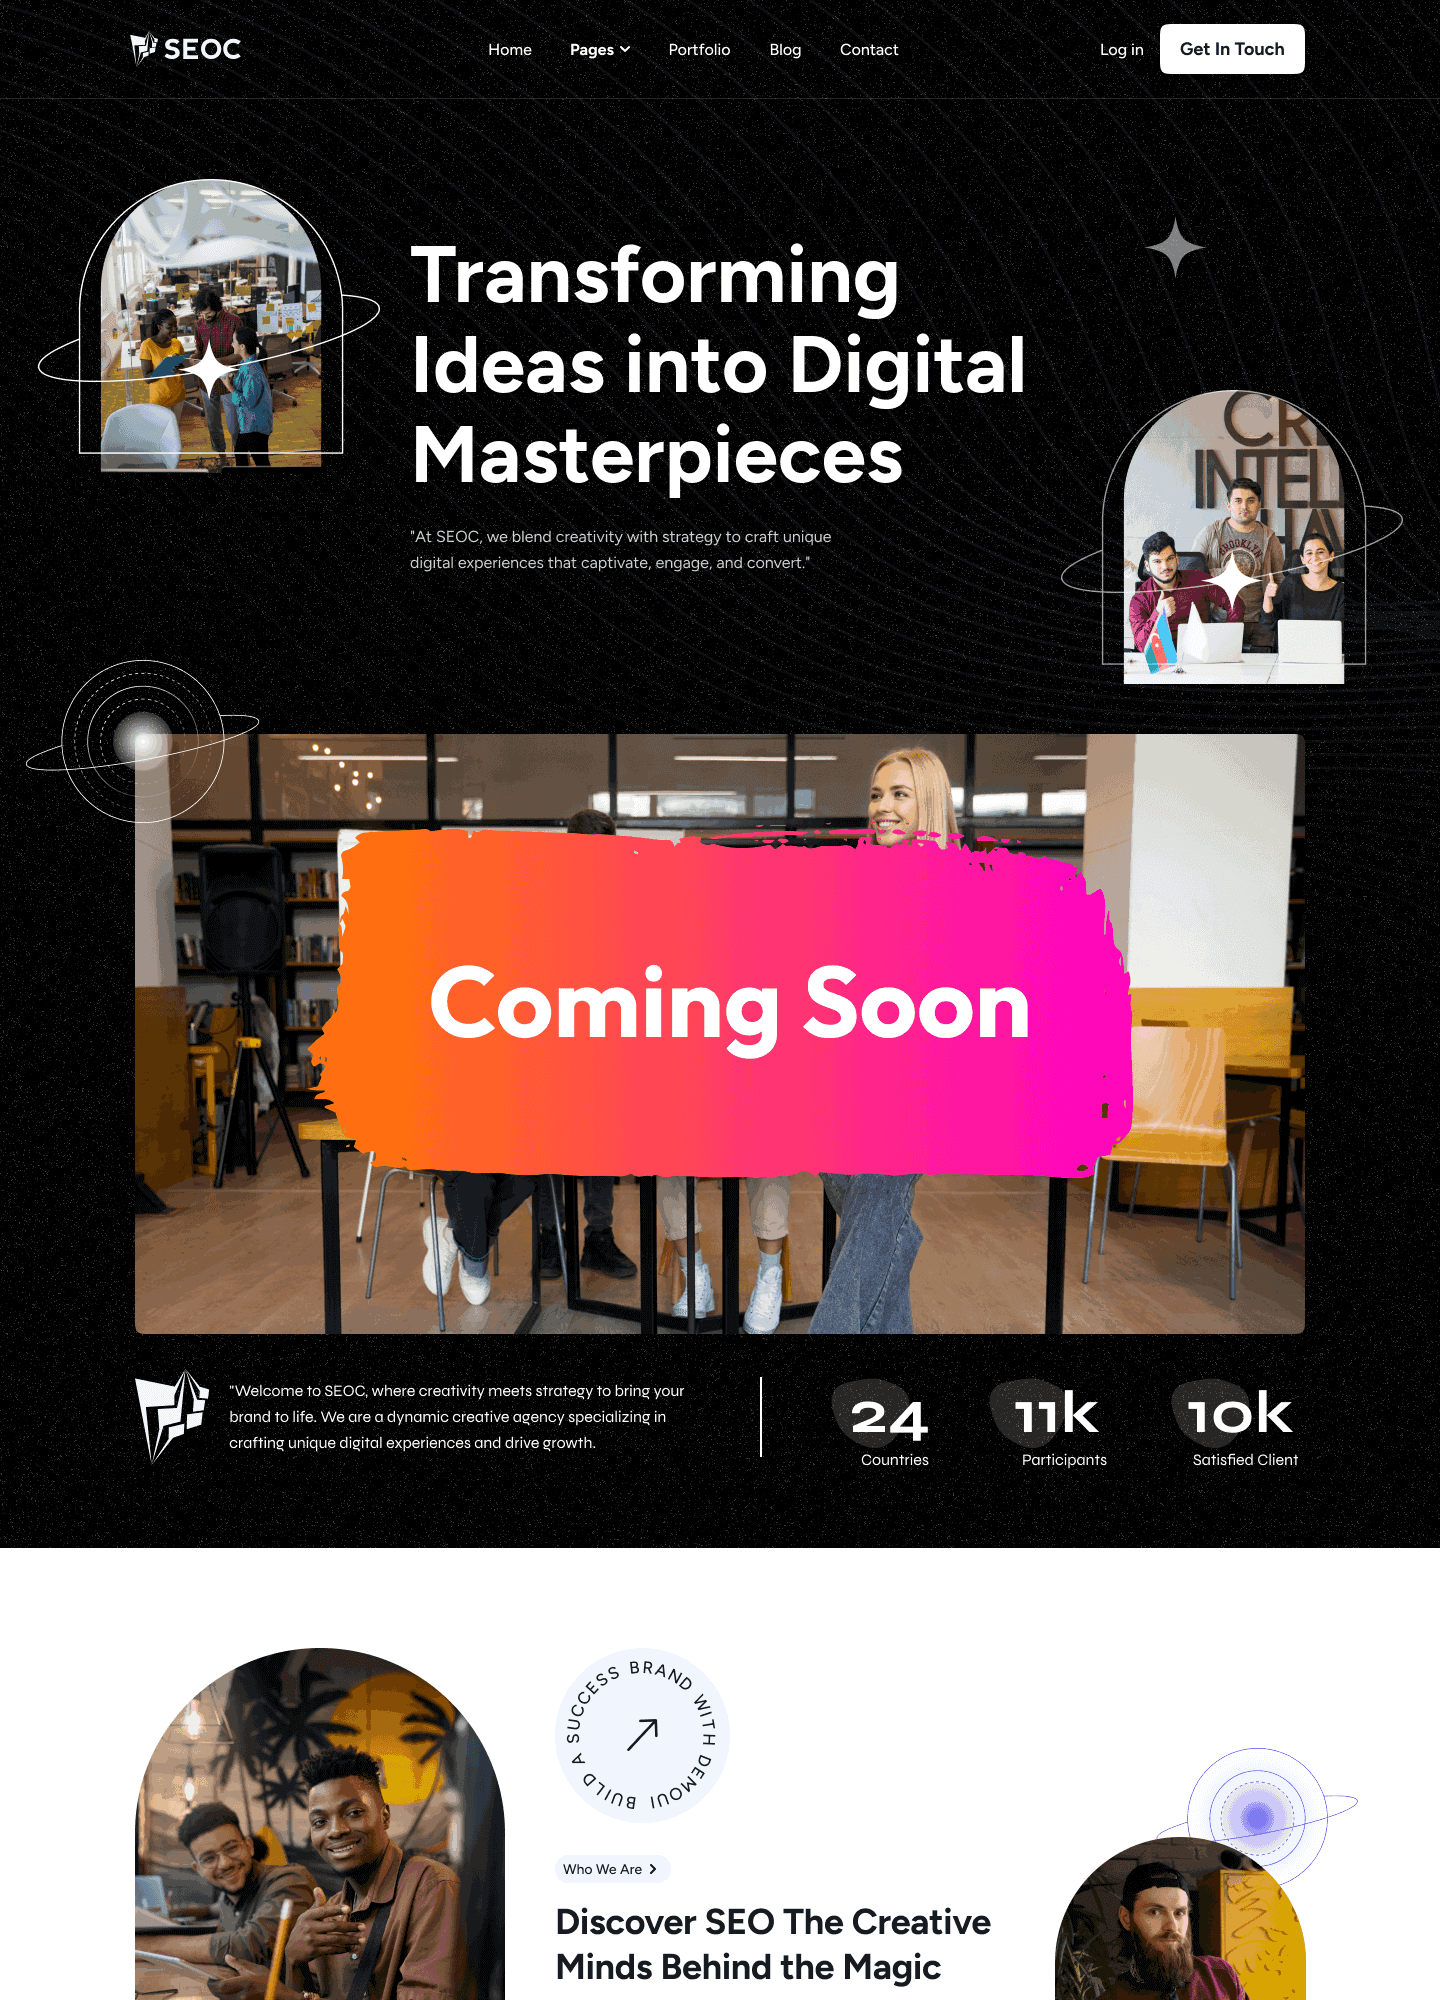 SEOC
Home
Pages
Portfolio
Blog
Contact
Log in
Get In Touch
Transforming
Ideas into Digital
Masterpieces
"At SEOC, we blend creativity with strategy to craft unique
digital experiences that captivate, engage, and convert."
CRE
INTEL
BROOKLYN
Coming Soon
"Welcome to SEOC, where creativity meets strategy to bring your
brand to life. We are a dynamic creative agency specializing in
crafting unique digital experiences and drive growth.
24
Countries
11k
Participants
10k
Satisfied Client
BUILD A SUCCESS BRAND WITH DEMOUI
Who We Are
Discover SEO The Creative
Minds Behind the Magic